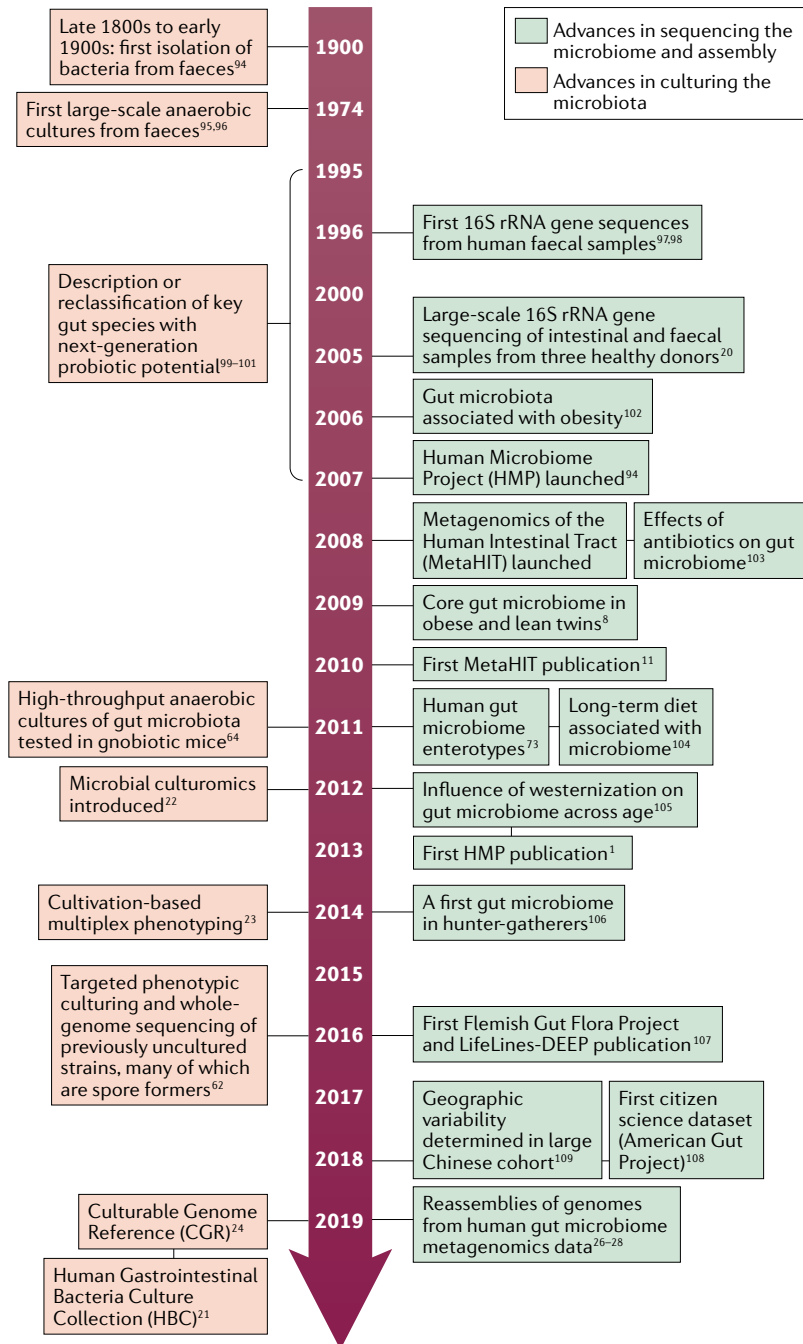 Late 1800s to early
1900s: first isolation of
bacteria from faeces94
1900
Advances in sequencing the
microbiome and assembly
Advances in culturing the
microbiota
First large-scale anaerobic
cultures from faeces95,96
1974
1995
1996
First 16S rRNA gene sequences
from human faecal samples97,98
Description or
reclassification of key
gut species with
next-generation
probiotic potential99–101
2000
2005
Large-scale 16S rRNA gene
sequencing of intestinal and faecal
samples from three healthy donors20
2006
Gut microbiota
associated with obesity102
2007
Human Microbiome
Project (HMP) launched94
2008
Metagenomics of the
Human Intestinal Tract
(MetaHIT) launched
Effects of
antibiotics on gut
microbiome103
2009
Core gut microbiome in
obese and lean twins8
2010
First MetaHIT publication11
High-throughput anaerobic
cultures of gut microbiota
tested in gnobiotic mice64
2011
Human gut
microbiome
enterotypes73
Long-term diet
associated with
microbiome104
Microbial culturomics
introduced22
2012
Influence of westernization on
gut microbiome across age105
2013
First HMP publication1
Cultivation-based
multiplex phenotyping23
2014
A first gut microbiome
in hunter-gatherers106
2015
Targeted phenotypic
culturing and whole-
genome sequencing of
previously uncultured
strains, many of which
are spore formers62
2016
First Flemish Gut Flora Project
and LifeLines-DEEP publication107
2017
2018
Geographic
variability
determined in large
Chinese cohort109
First citizen
science dataset
(American Gut
Project)108
Culturable Genome
Reference (CGR)24
2019
Reassemblies of genomes
from human gut microbiome
metagenomics data26–28
Human Gastrointestinal
Bacteria Culture
Collection (HBC)21